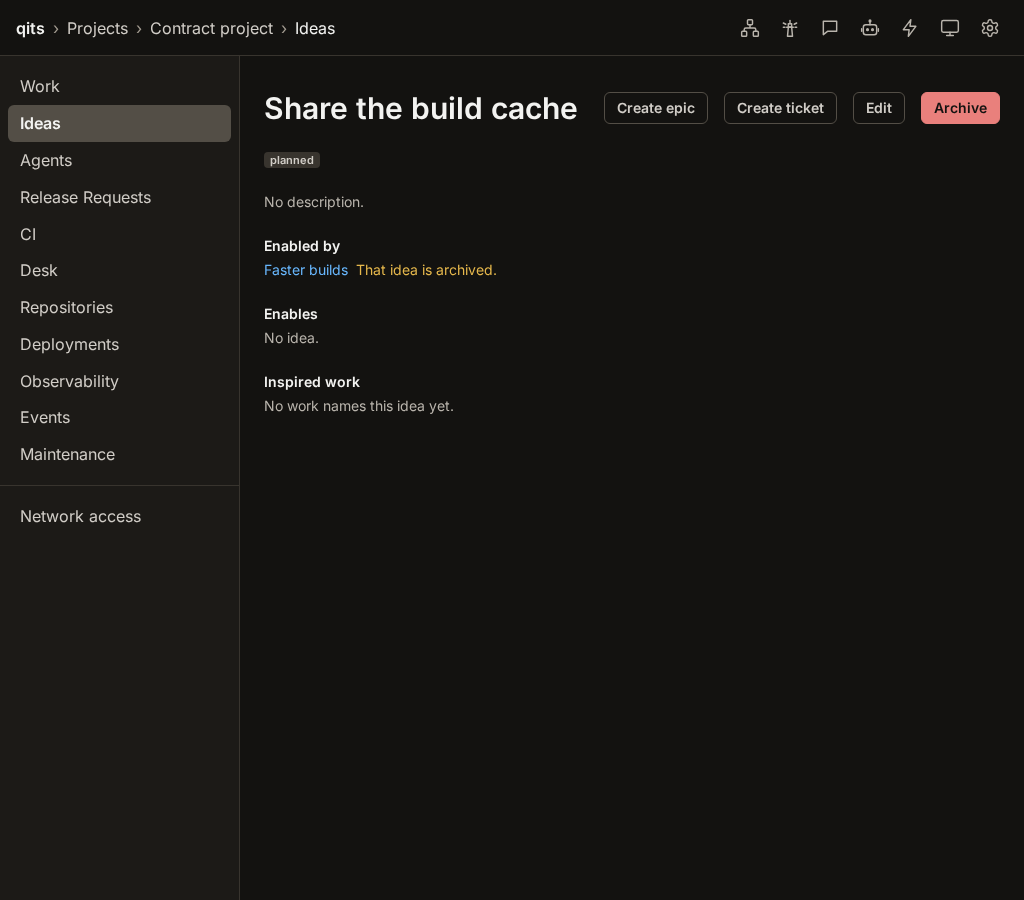 qits › Projects › Contract project › Ideas
Work
Ideas
Agents
Release Requests
CI
Desk
Repositories
Deployments
Observability
Events
Maintenance
Network access
Share the build cache
Create epic
Create ticket
Edit
Archive
planned
No description.
Enabled by
Faster builds That idea is archived.
Enables
No idea.
Inspired work
No work names this idea yet.